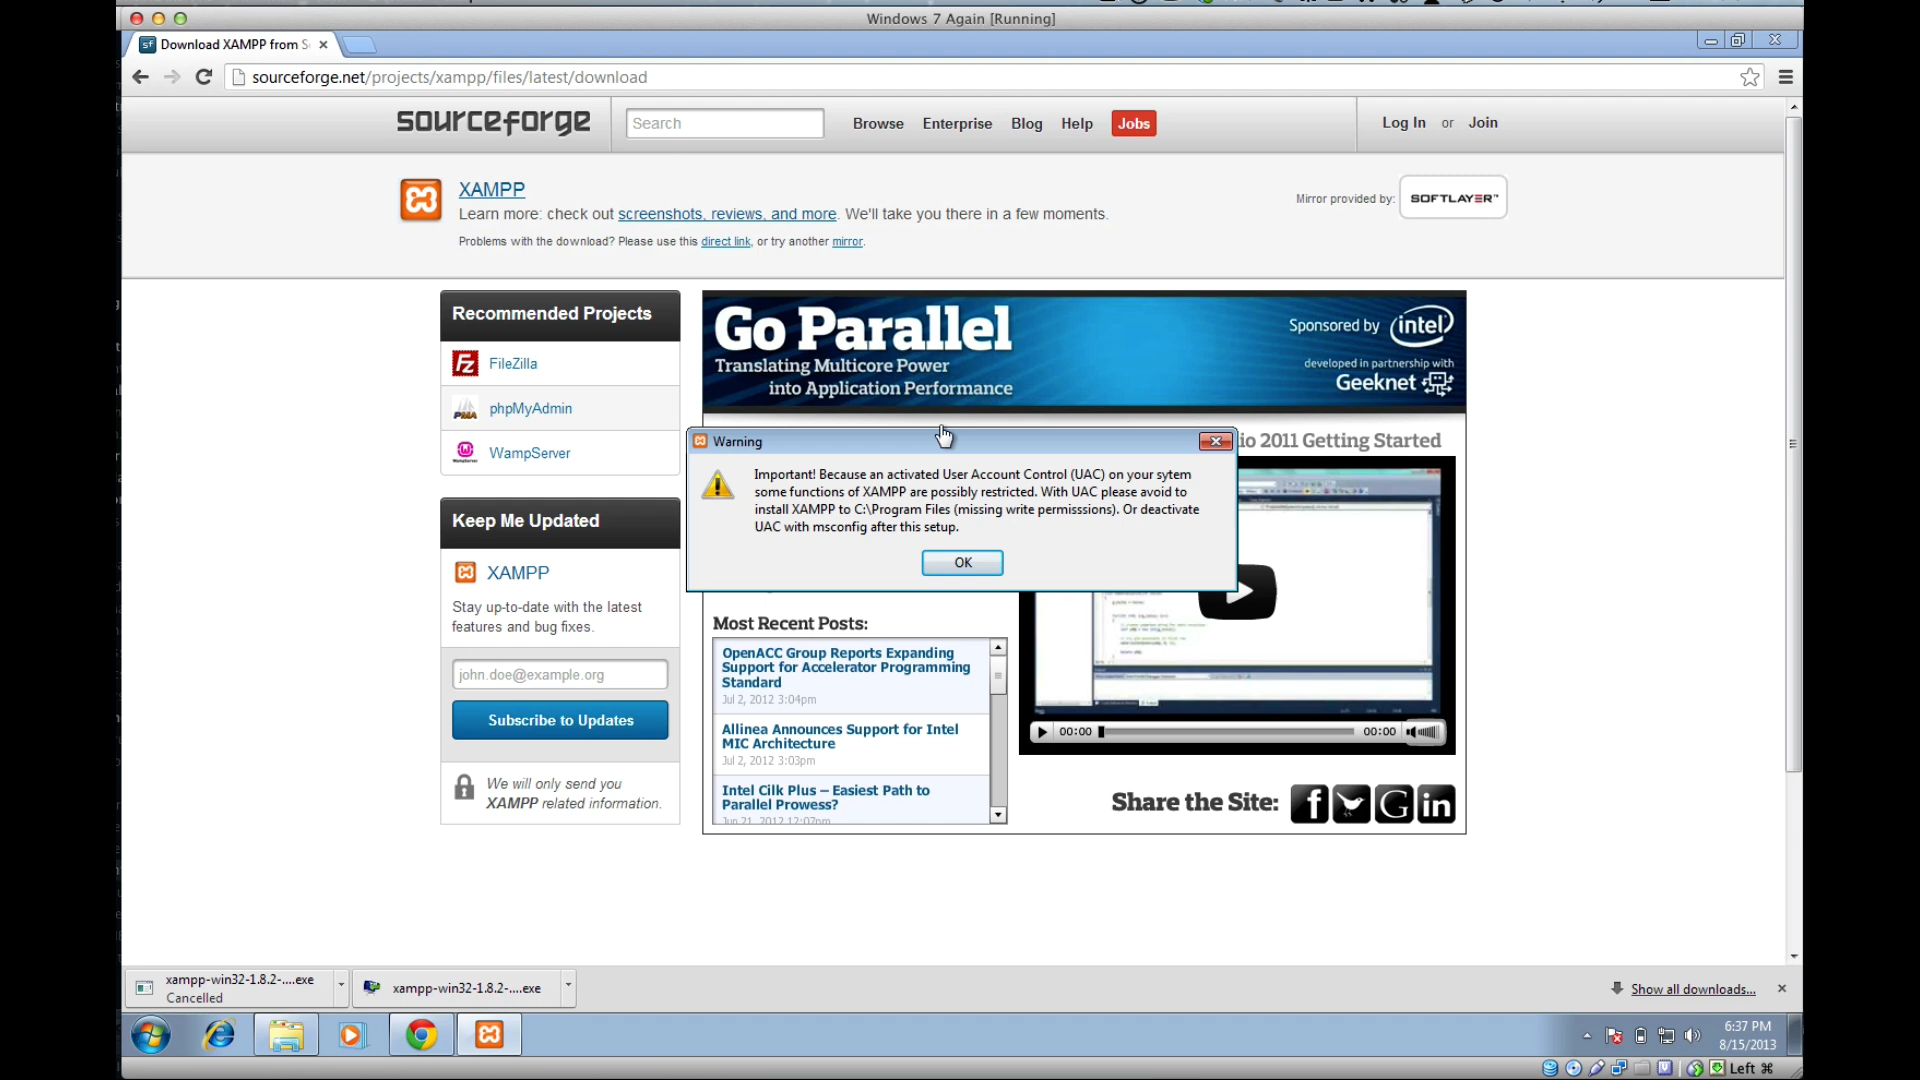 Windows 7 Again [Running]
Download XAMPP from S
sourceforge.net/projects/xampp/files/latest/download
sourceforge
Search
Browse Enterprise Blog Help Jobs
Log In or Join
XAMPP
Learn more: check out screenshots, reviews, and more. We'll take you there in a few moments.
Problems with the download? Please use this direct link, or try another mirror.
Mirror provided by: SOFTLAYER™
Recommended Projects
FileZilla
phpMyAdmin
WampServer
Go Parallel
Translating Multicore Power
into Application Performance
Sponsored by intel
developed in partnership with
Geeknet
io 2011 Getting Started
Warning
Important! Because an activated User Account Control (UAC) on your sytem
some functions of XAMPP are possibly restricted. With UAC please avoid to
install XAMPP to C:\Program Files (missing write permisssions). Or deactivate
UAC with msconfig after this setup.
OK
Keep Me Updated
XAMPP
Stay up-to-date with the latest
features and bug fixes.
john.doe@example.org
Subscribe to Updates
We will only send you
XAMPP related information.
Most Recent Posts:
OpenACC Group Reports Expanding
Support for Accelerator Programming
Standard
Jul 2, 2012 3:04pm
Allinea Announces Support for Intel
MIC Architecture
Jul 2, 2012 3:03pm
Intel Cilk Plus – Easiest Path to
Parallel Prowess?
Jun 21, 2012 12:07pm
00:00 00:00
Share the Site:
xampp-win32-1.8.2-....exe
Cancelled
xampp-win32-1.8.2-....exe
Show all downloads...
6:37 PM
8/15/2013
Left ⌘